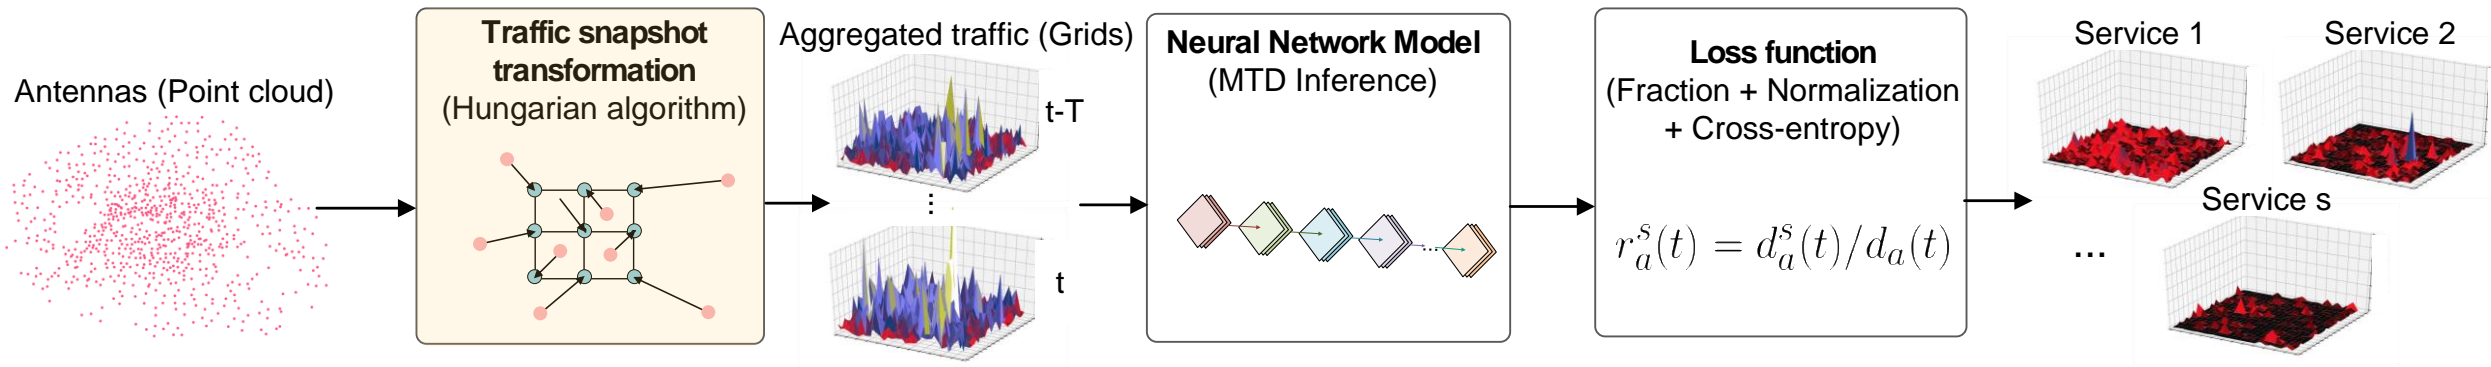 Antennas (Point cloud)
Traffic snapshot
transformation
(Hungarian algorithm)
Aggregated traffic (Grids)
t-T
...
t
Neural Network Model
(MTD Inference)
...
Loss function
(Fraction + Normalization
+ Cross-entropy)
r_a^s(t) = d_a^s(t)/d_a(t)
Service 1
Service 2
Service s
...